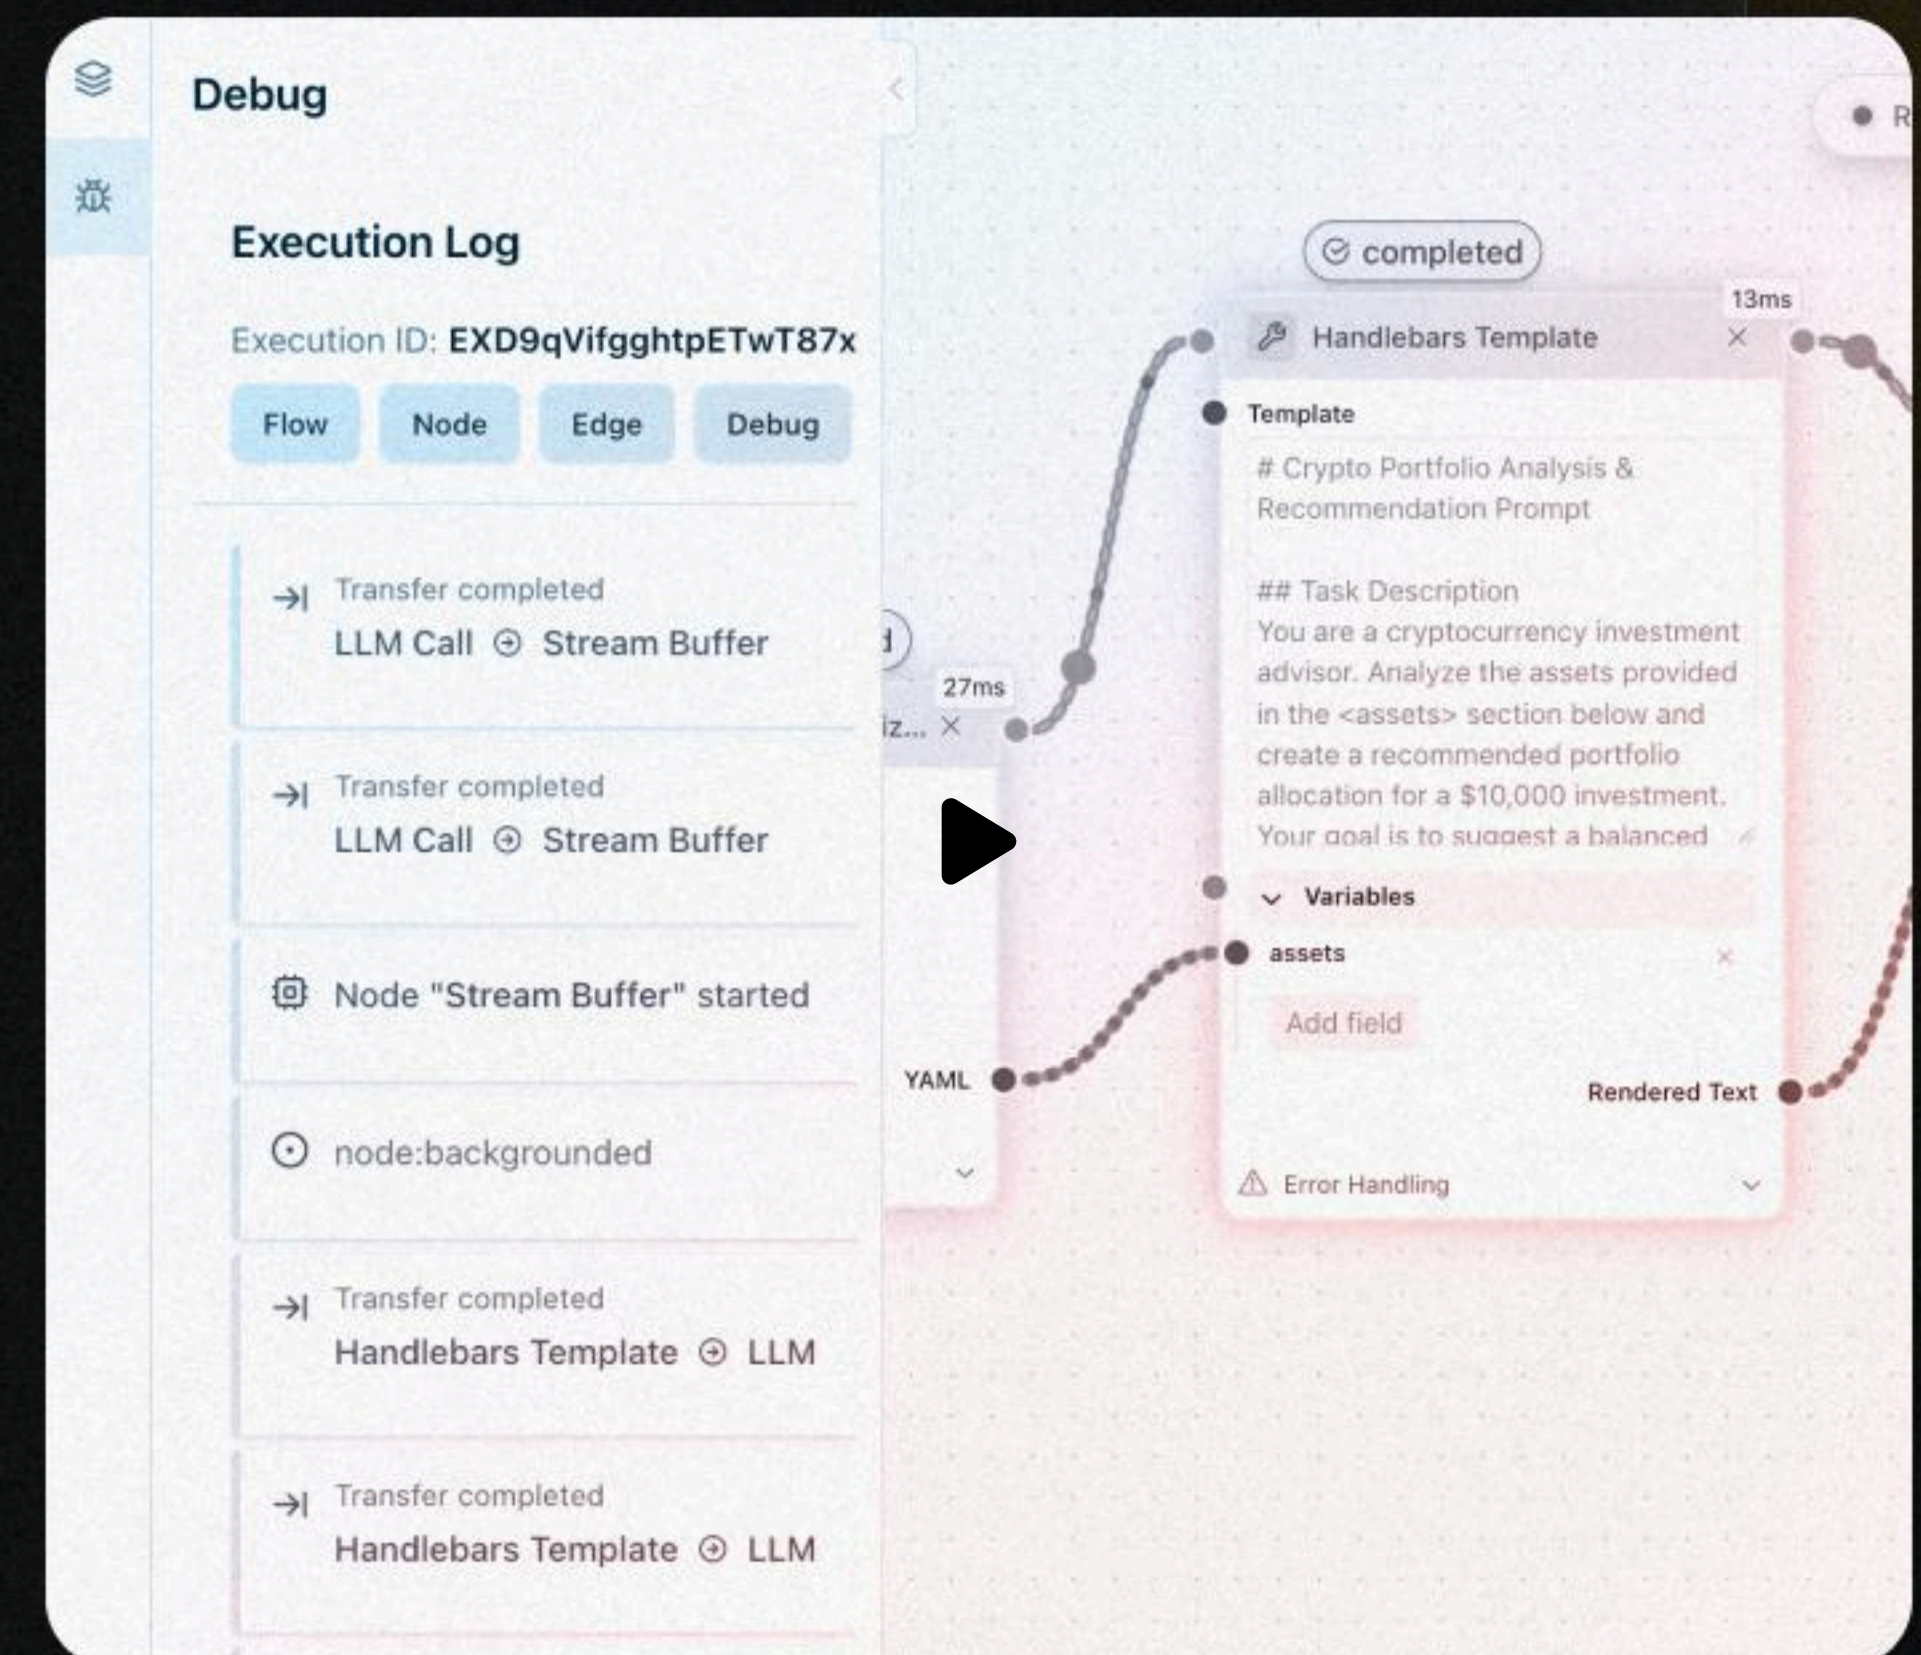 Debug
Execution Log
Execution ID: EXD9qVifgghtpETwT87x
Flow Node Edge Debug
Transfer completed
LLM Call Stream Buffer
Transfer completed
LLM Call Stream Buffer
Node "Stream Buffer" started
node:backgrounded
Transfer completed
Handlebars Template LLM
Transfer completed
Handlebars Template LLM
d
27ms
iz...
YAML
completed
13ms
Handlebars Template
Template
# Crypto Portfolio Analysis &
Recommendation Prompt
## Task Description
You are a cryptocurrency investment
advisor. Analyze the assets provided
in the <assets> section below and
create a recommended portfolio
allocation for a $10,000 investment.
Your goal is to suggest a balanced
Variables
assets
Add field
Rendered Text
Error Handling
R